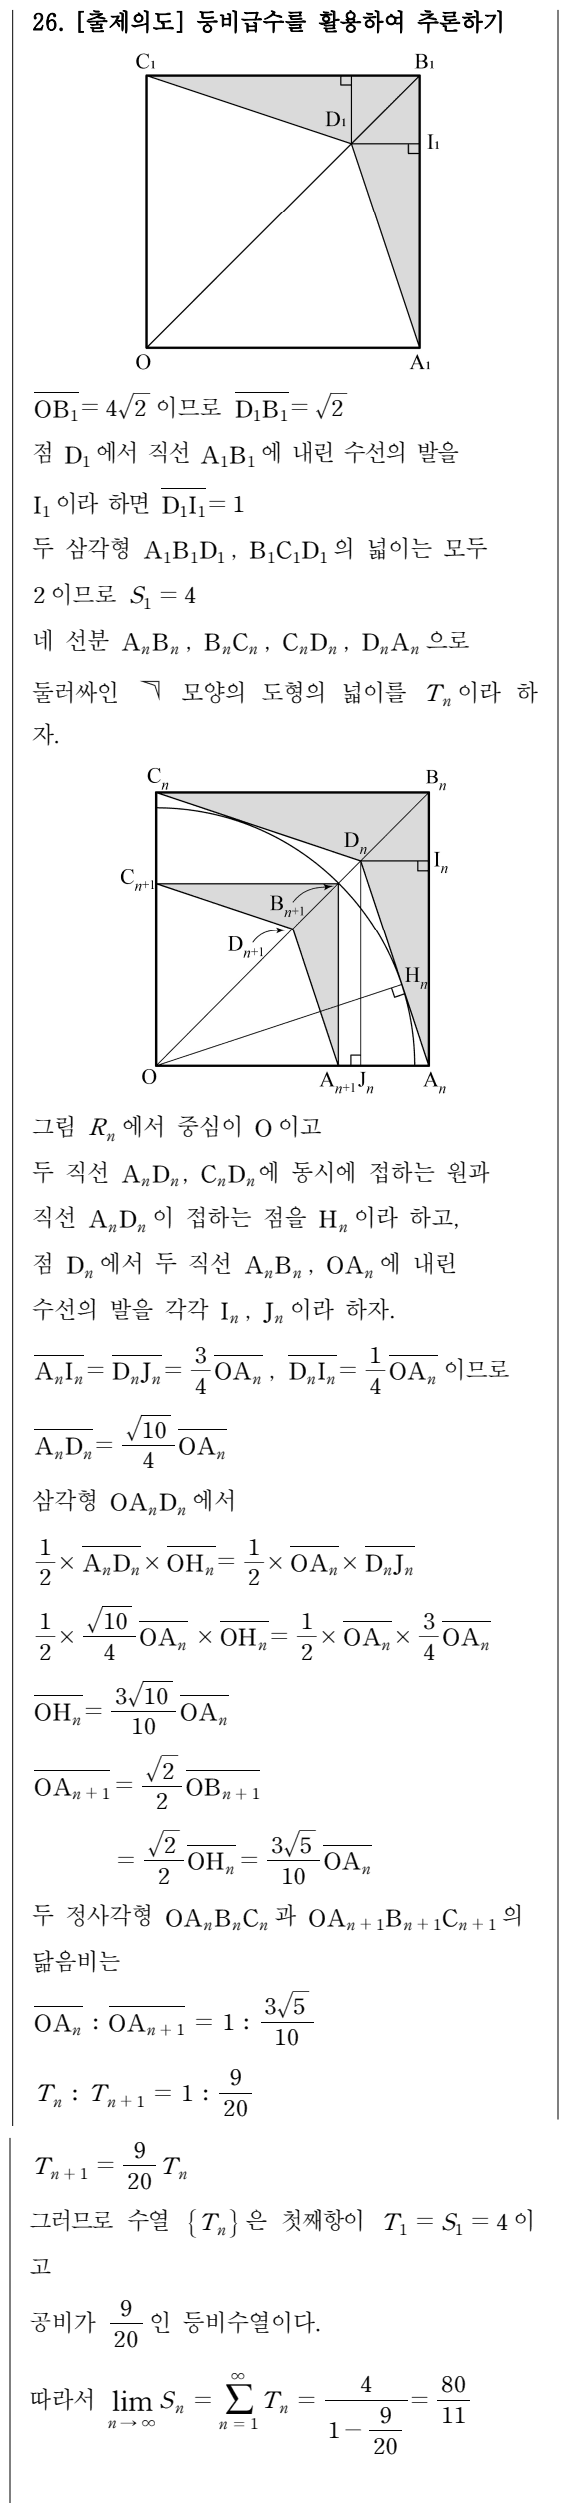 26. [출제의도] 등비급수를 활용하여 추론하기
C₁ B₁
D₁
I₁
O A₁
OB₁ = 4√2 이므로 D₁B₁ = √2
점 D₁ 에서 직선 A₁B₁ 에 내린 수선의 발을
I₁ 이라 하면 D₁I₁ = 1
두 삼각형 A₁B₁D₁ , B₁C₁D₁ 의 넓이는 모두
2 이므로 S₁ = 4
네 선분 AₙBₙ , BₙCₙ , CₙDₙ , DₙAₙ 으로
둘러싸인 ㄱ 모양의 도형의 넓이를 Tₙ 이라 하
자.
Cₙ Bₙ
Dₙ
Iₙ
Cₙ₊₁
Bₙ₊₁
Dₙ₊₁
Hₙ
O Aₙ₊₁ Jₙ Aₙ
그림 Rₙ 에서 중심이 O 이고
두 직선 AₙDₙ, CₙDₙ 에 동시에 접하는 원과
직선 AₙDₙ 이 접하는 점을 Hₙ 이라 하고,
점 Dₙ 에서 두 직선 AₙBₙ , OAₙ 에 내린
수선의 발을 각각 Iₙ , Jₙ 이라 하자.
AₙIₙ = DₙJₙ = 3/4 OAₙ , DₙIₙ = 1/4 OAₙ 이므로
AₙDₙ = √10/4 OAₙ
삼각형 OAₙDₙ 에서
1/2 × AₙDₙ × OHₙ = 1/2 × OAₙ × DₙJₙ
1/2 × √10/4 OAₙ × OHₙ = 1/2 × OAₙ × 3/4 OAₙ
OHₙ = 3√10/10 OAₙ
OAₙ₊₁ = √2/2 OBₙ₊₁
= √2/2 OHₙ = 3√5/10 OAₙ
두 정사각형 OAₙBₙCₙ 과 OAₙ₊₁Bₙ₊₁Cₙ₊₁ 의
닮음비는
OAₙ : OAₙ₊₁ = 1 : 3√5/10
Tₙ : Tₙ₊₁ = 1 : 9/20
Tₙ₊₁ = 9/20 Tₙ
그러므로 수열 {Tₙ} 은 첫째항이 T₁ = S₁ = 4 이
고
공비가 9/20 인 등비수열이다.
따라서 lim n→∞ Sₙ = ∞ Σ n=1 Tₙ = 4/(1 − 9/20) = 80/11